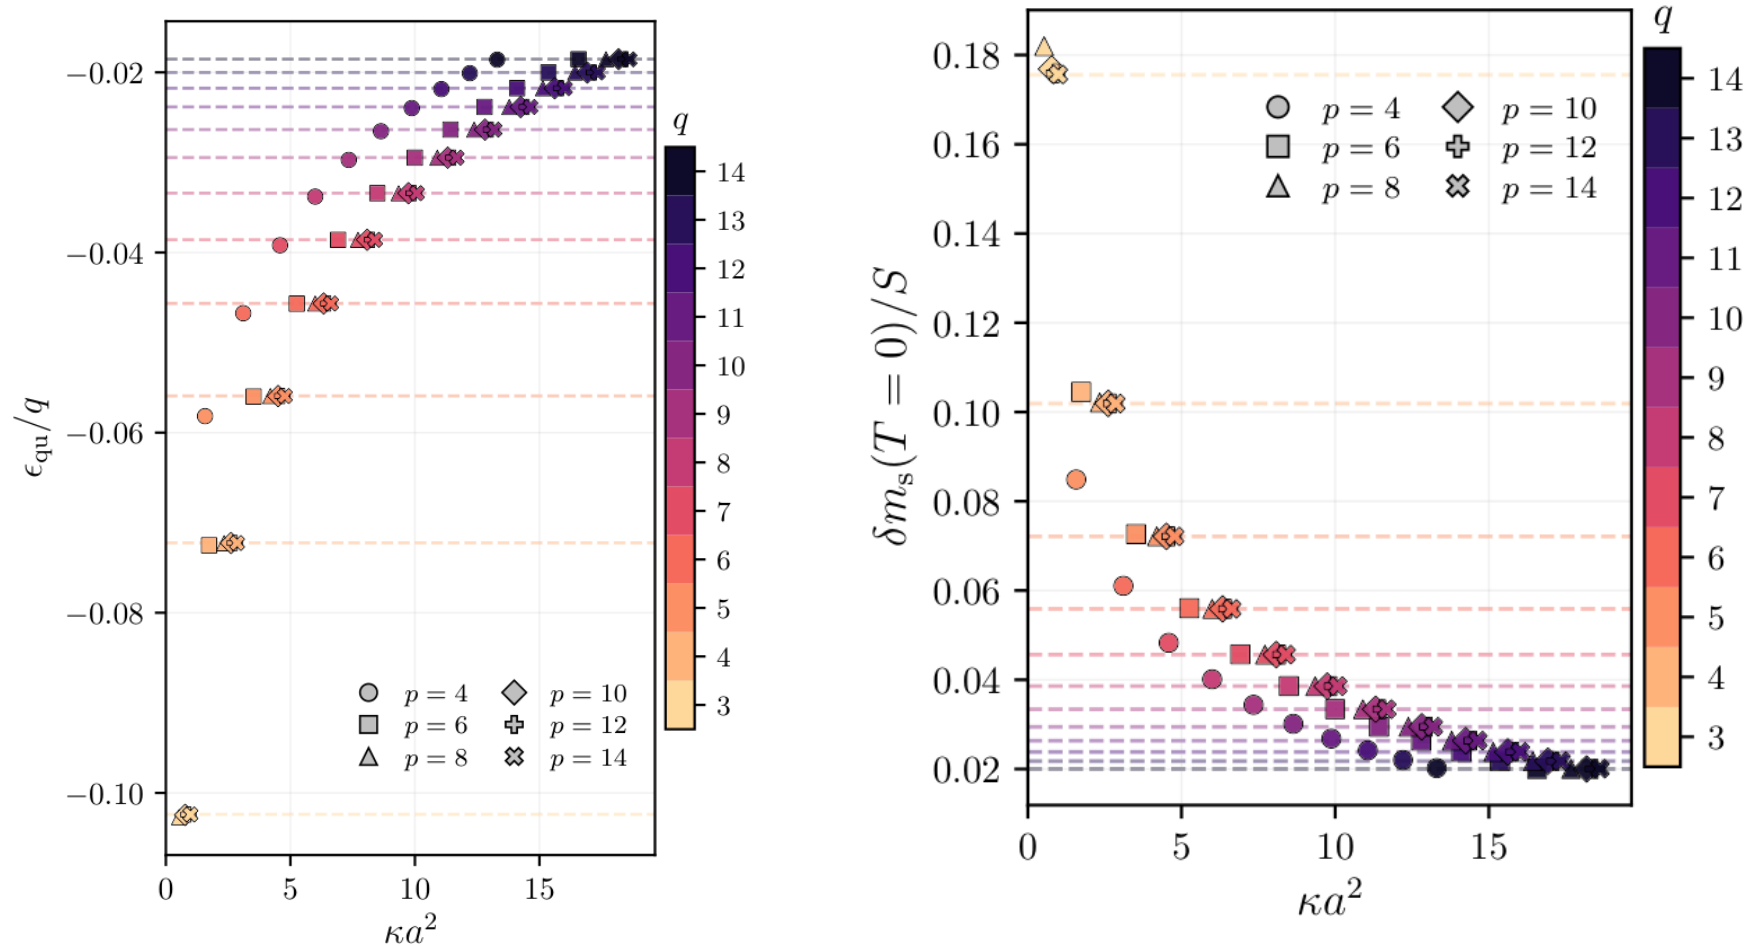 −0.02
−0.04
−0.06
−0.08
−0.10
ϵqu/q
0 5 10 15
κa²
p = 4 p = 10
p = 6 p = 12
p = 8 p = 14
q
14
13
12
11
10
9
8
7
6
5
4
3
0.18
0.16
0.14
0.12
0.10
0.08
0.06
0.04
0.02
δmₛ(T = 0)/S
0 5 10 15
κa²
p = 4 p = 10
p = 6 p = 12
p = 8 p = 14
q
14
13
12
11
10
9
8
7
6
5
4
3